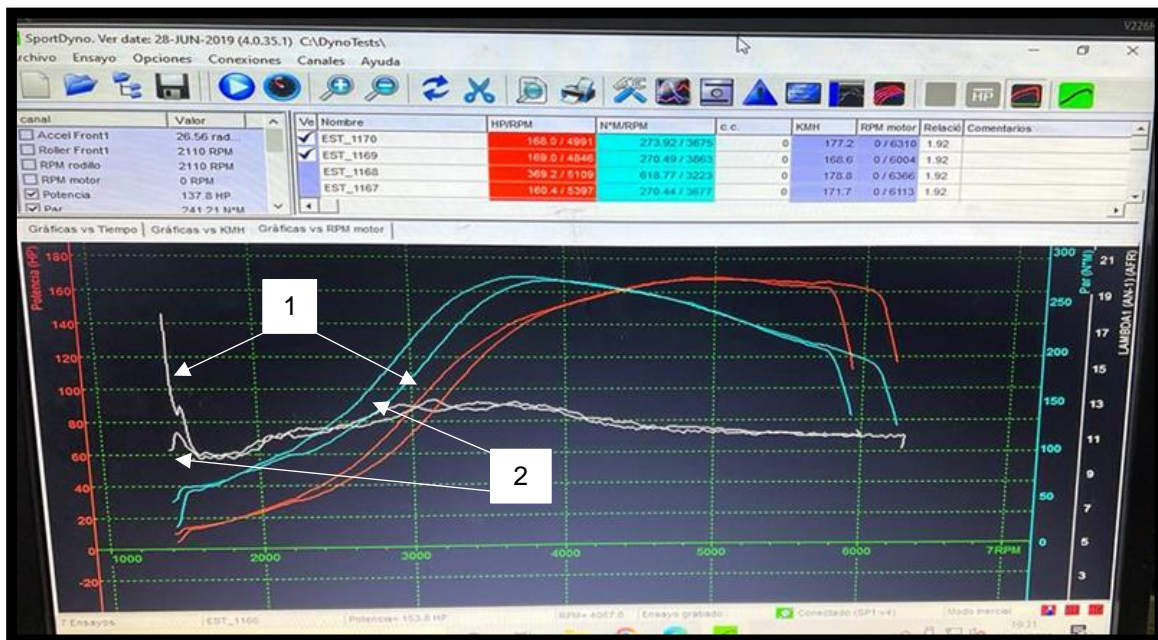 V226H
SportDyno. Ver date: 28-JUN-2019 (4.0.35.1) C:\DynoTests\
rchivo Ensayo Opciones Conexiones Canales Ayuda
HP
canal Valor
Accel Front1 26.56 rad...
Roller Front1 2110 RPM
RPM rodillo 2110 RPM
RPM motor 0 RPM
Potencia 137.8 HP
Par 241.21 N*M
Ve Nombre HP/RPM N*M/RPM c.c. KMH RPM motor Relació Comentarios
EST_1170 168.0 / 4991 273.92 / 3675 0 177.2 0 / 6310 1.92
EST_1169 169.0 / 4846 270.49 / 3863 0 168.6 0 / 6004 1.92
EST_1168 369.2 / 5109 618.77 / 3223 0 178.8 0 / 6366 1.92
EST_1167 160.4 / 5397 270.44 / 3677 0 171.7 0 / 6113 1.92
Gráficas vs Tiempo Gráficas vs KMH Gráficas vs RPM motor
Potencia (HP)
180
160
140
120
100
80
60
40
20
0
-20
1000 2000 3000 4000 5000 6000 7RPM
300
250
200
150
100
50
0
Par (N*M)
21
19
17
15
13
11
9
7
5
3
LAMBDA1 (AN-1) (AFR)
1
2
7 Ensayos EST_1166 Potencia= 153.8 HP RPM= 4067.8 Ensayo grabado Conectado (SP1-v4) Modo inercial
19:21